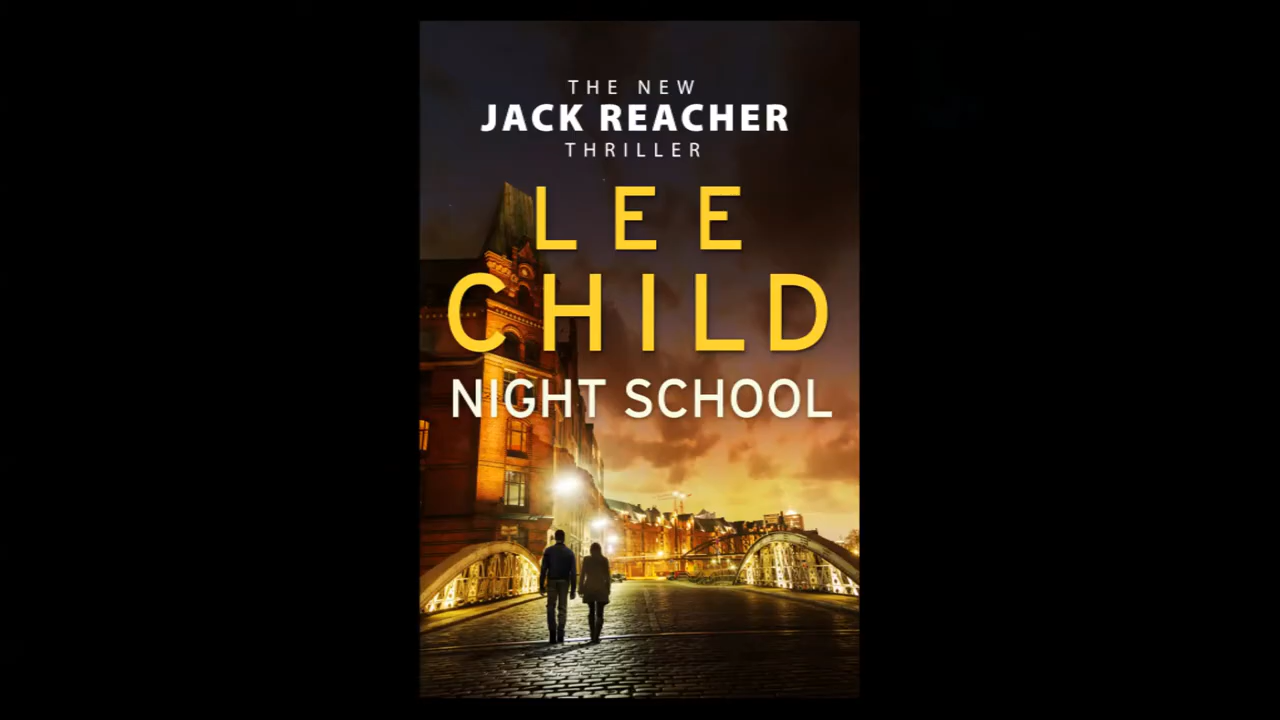 THE NEW
JACK REACHER
THRILLER
LEE
CHILD
NIGHT SCHOOL